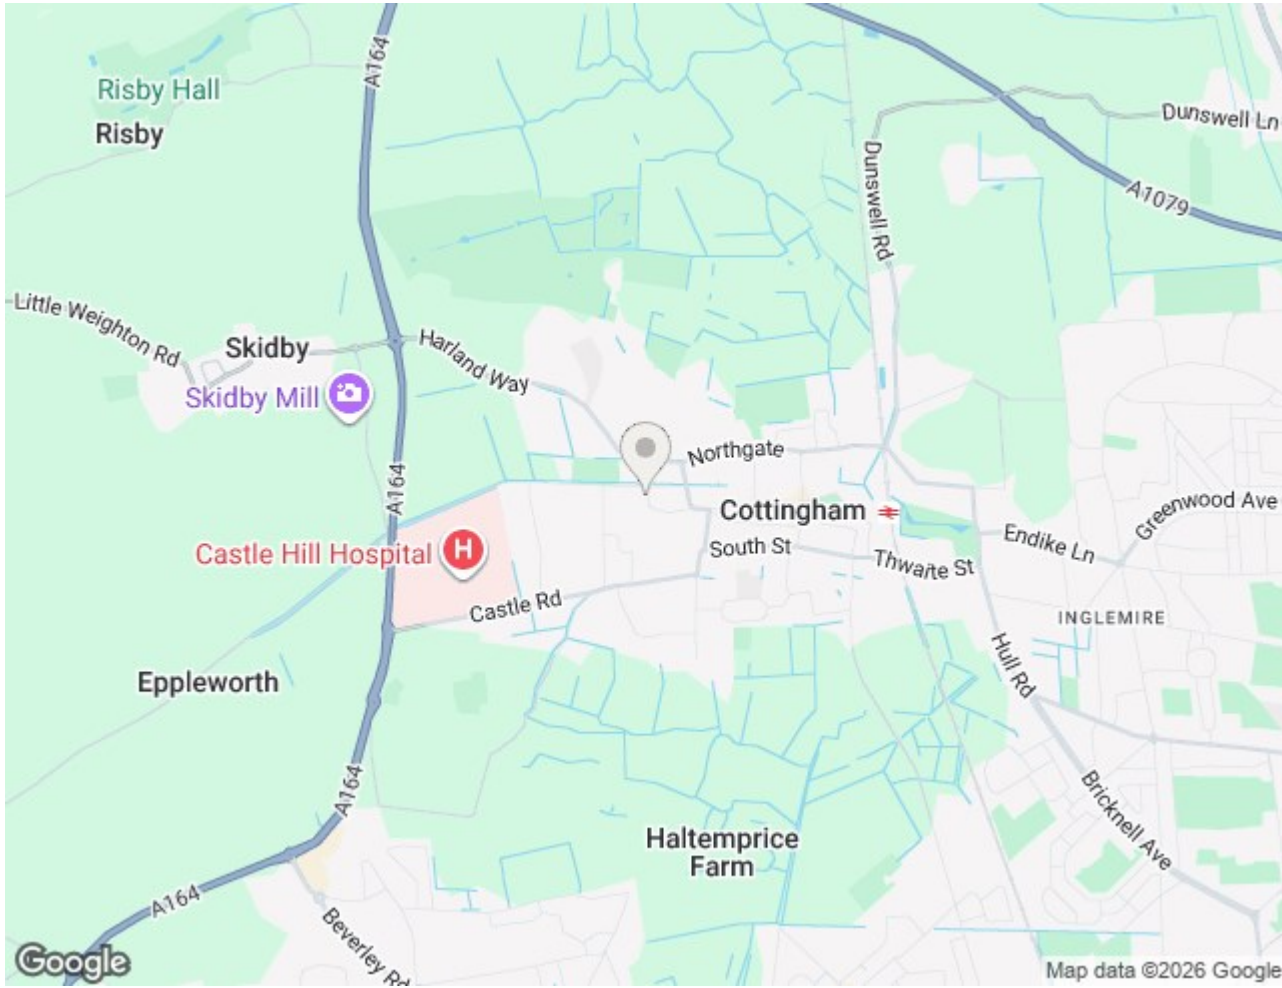 A164
Risby Hall
Risby
Dunswell Ln
A1079
Dunswell Rd
Little Weighton Rd
Skidby
Harland Way
Skidby Mill
Northgate
A164
Cottingham
Greenwood Ave
Castle Hill Hospital
H
South St
Endike Ln
Thwaite St
Castle Rd
INGLEMIRE
Hull Rd
Eppleworth
A164
Bricknell Ave
Haltemprice
Farm
A164
Beverley Rd
Google
Map data ©2026 Google